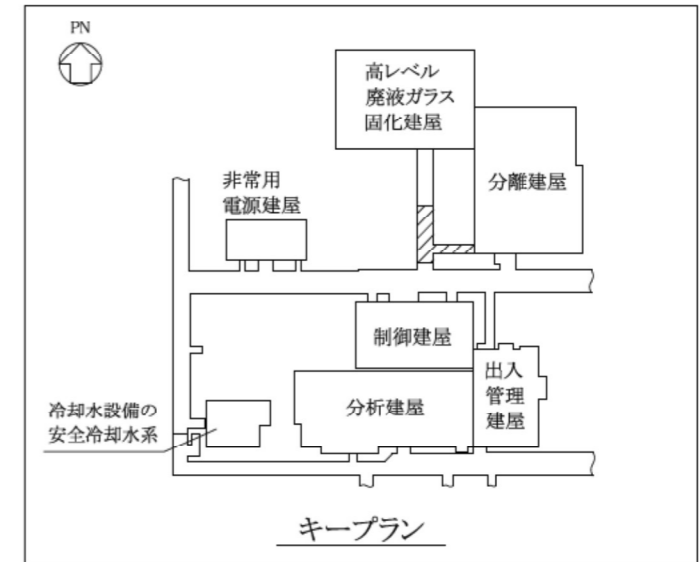 PN
高レベル
廃液ガラス
固化建屋
分離建屋
非常用
電源建屋
制御建屋
出入
管理
建屋
分析建屋
冷却水設備の
安全冷却水系
キープラン